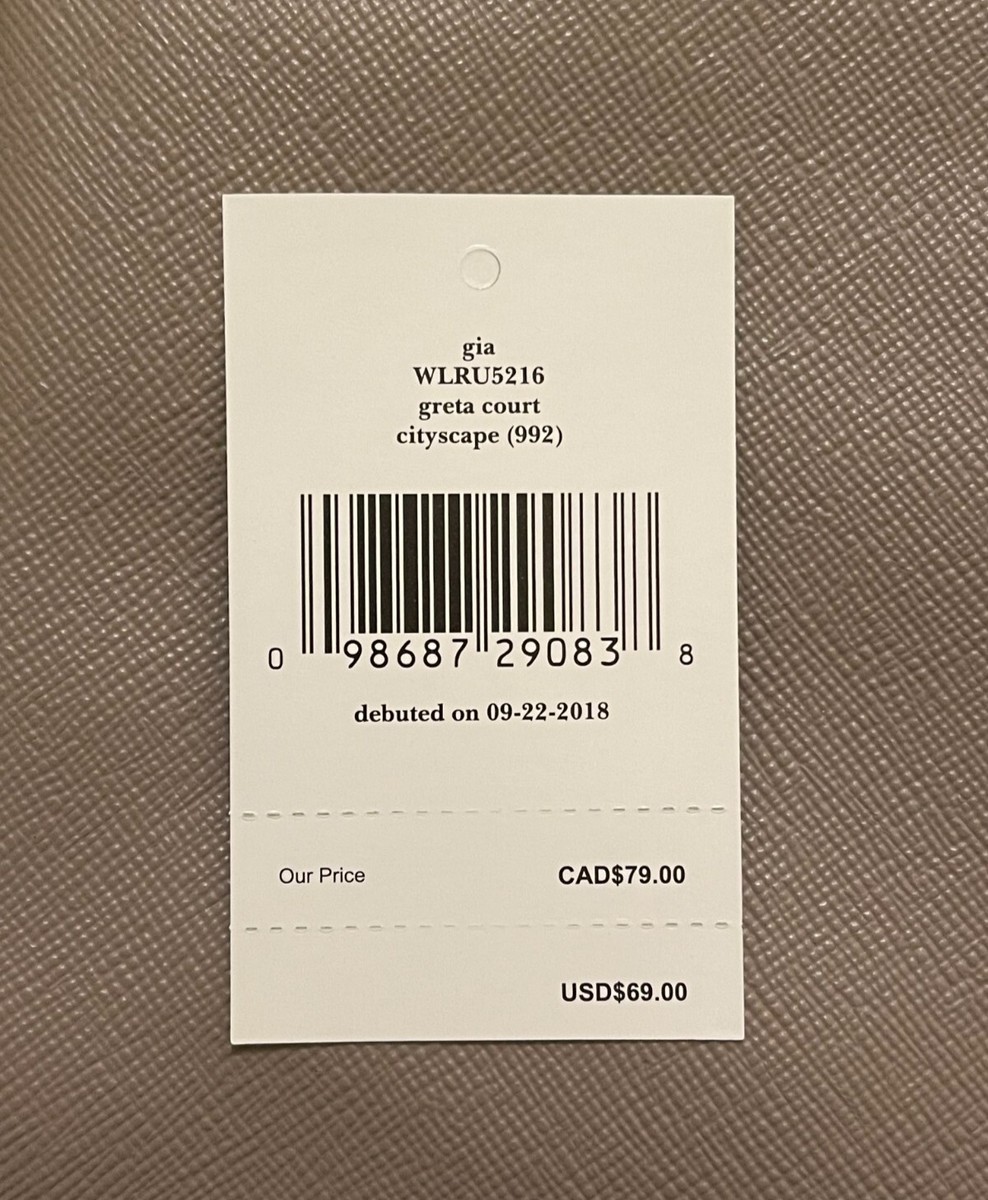 gia
WLRU5216
greta court
cityscape (992)
0 98687 29083 8
debuted on 09-22-2018
Our Price CAD$79.00
USD$69.00